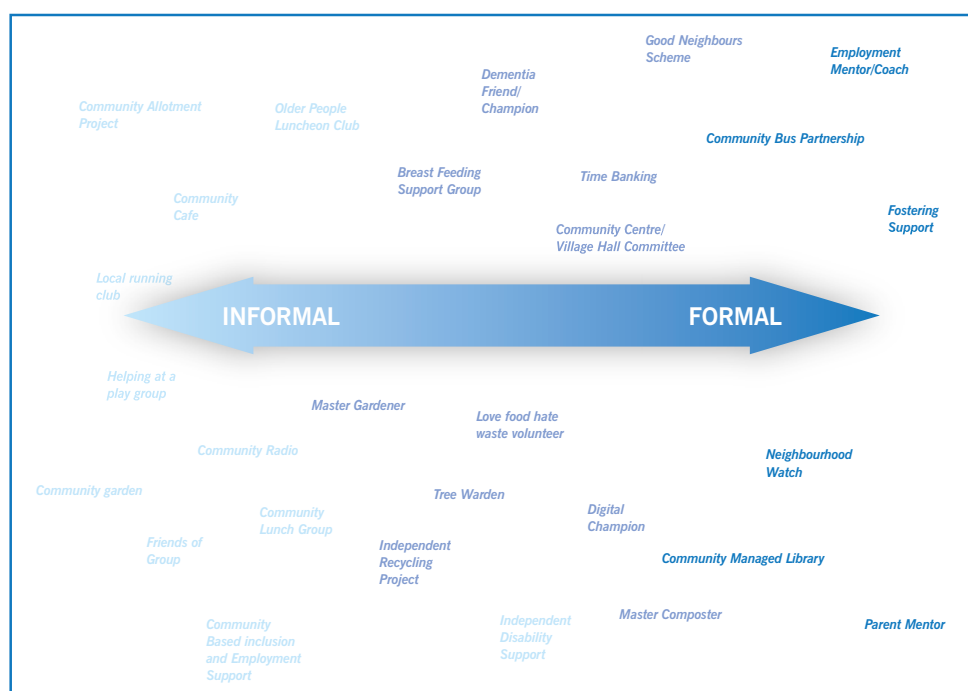 Good Neighbours
Scheme
Employment
Mentor/Coach
Dementia
Friend/
Champion
Community Allotment
Project
Older People
Luncheon Club
Community Bus Partnership
Breast Feeding
Support Group
Time Banking
Community
Cafe
Fostering
Support
Community Centre/
Village Hall Committee
Local running
club
INFORMAL
FORMAL
Helping at a
play group
Master Gardener
Love food hate
waste volunteer
Community Radio
Neighbourhood
Watch
Community garden
Tree Warden
Community
Lunch Group
Digital
Champion
Friends of
Group
Independent
Recycling
Project
Community Managed Library
Community
Based inclusion
and Employment
Support
Independent
Disability
Support
Master Composter
Parent Mentor